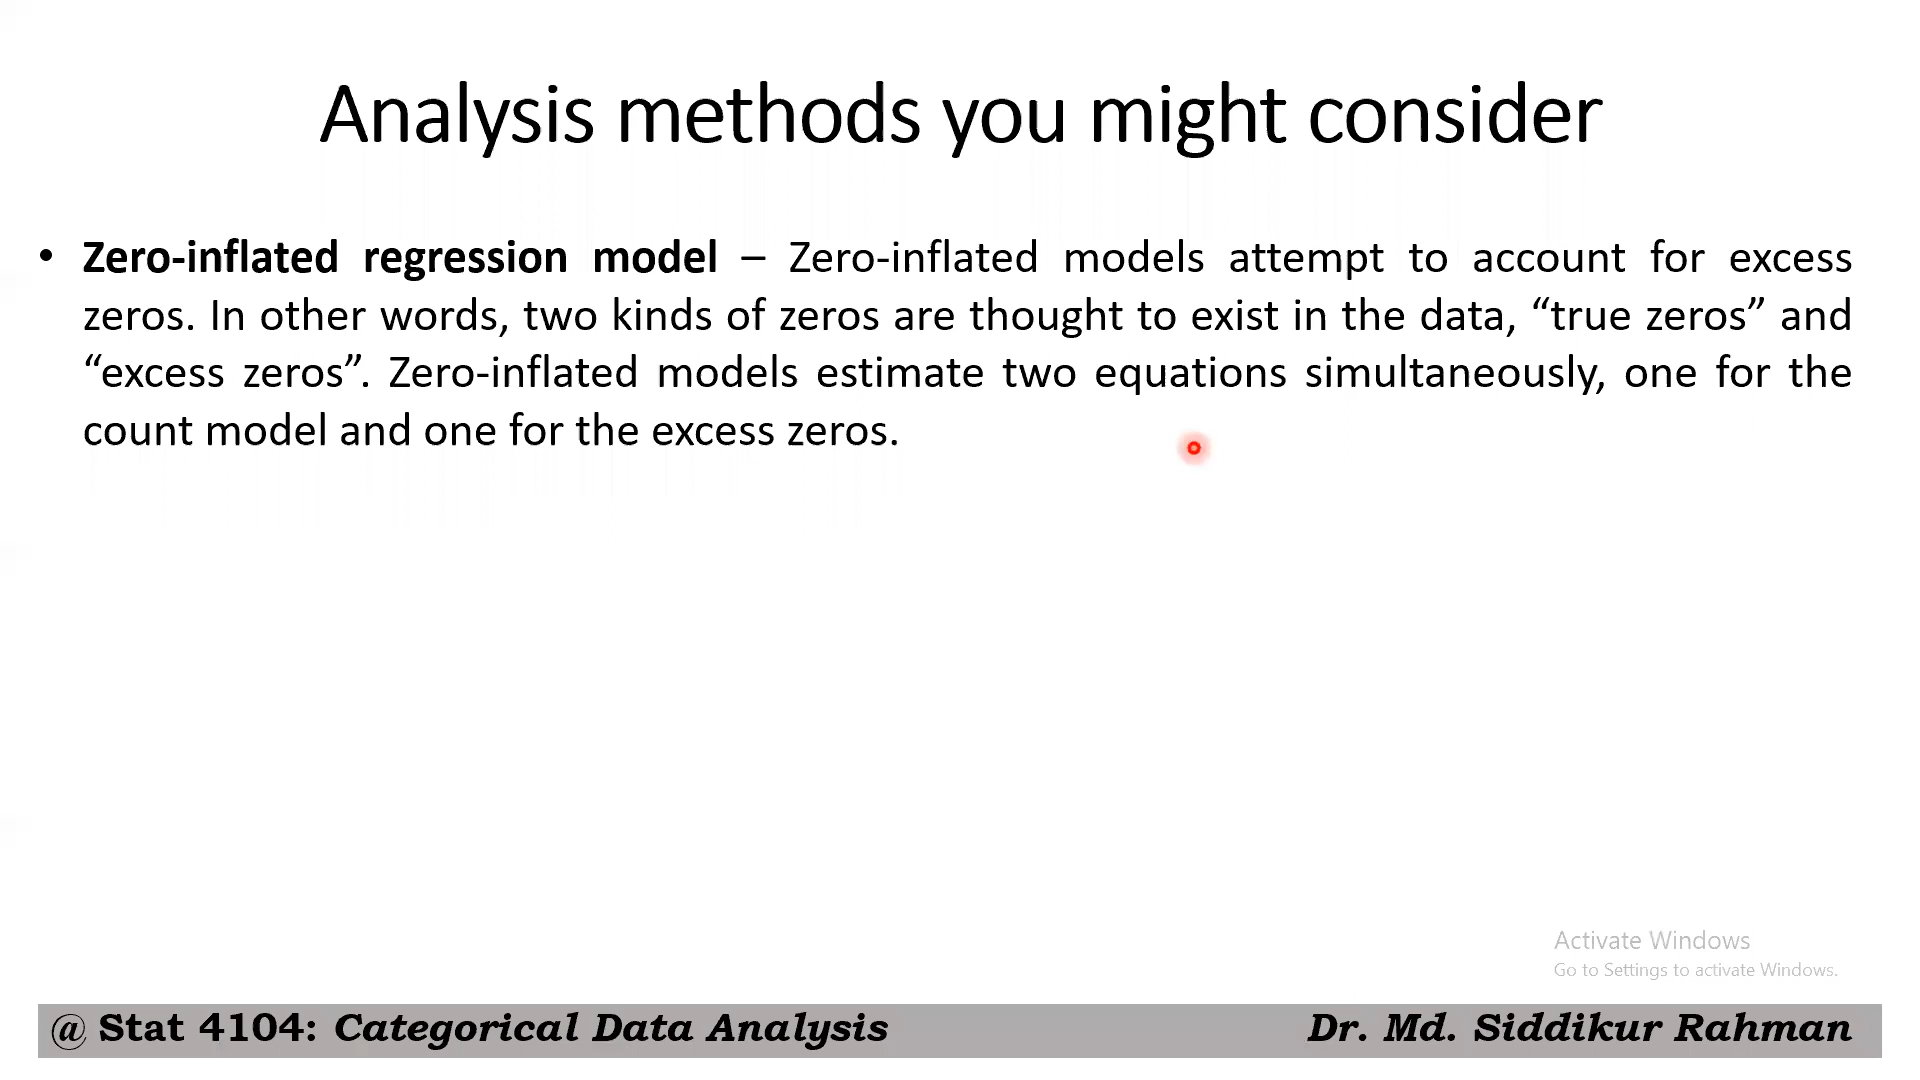 Analysis methods you might consider
• Zero-inflated regression model – Zero-inflated models attempt to account for excess
zeros. In other words, two kinds of zeros are thought to exist in the data, “true zeros” and
“excess zeros”. Zero-inflated models estimate two equations simultaneously, one for the
count model and one for the excess zeros.
Activate Windows
Go to Settings to activate Windows.
@ Stat 4104: Categorical Data Analysis Dr. Md. Siddikur Rahman